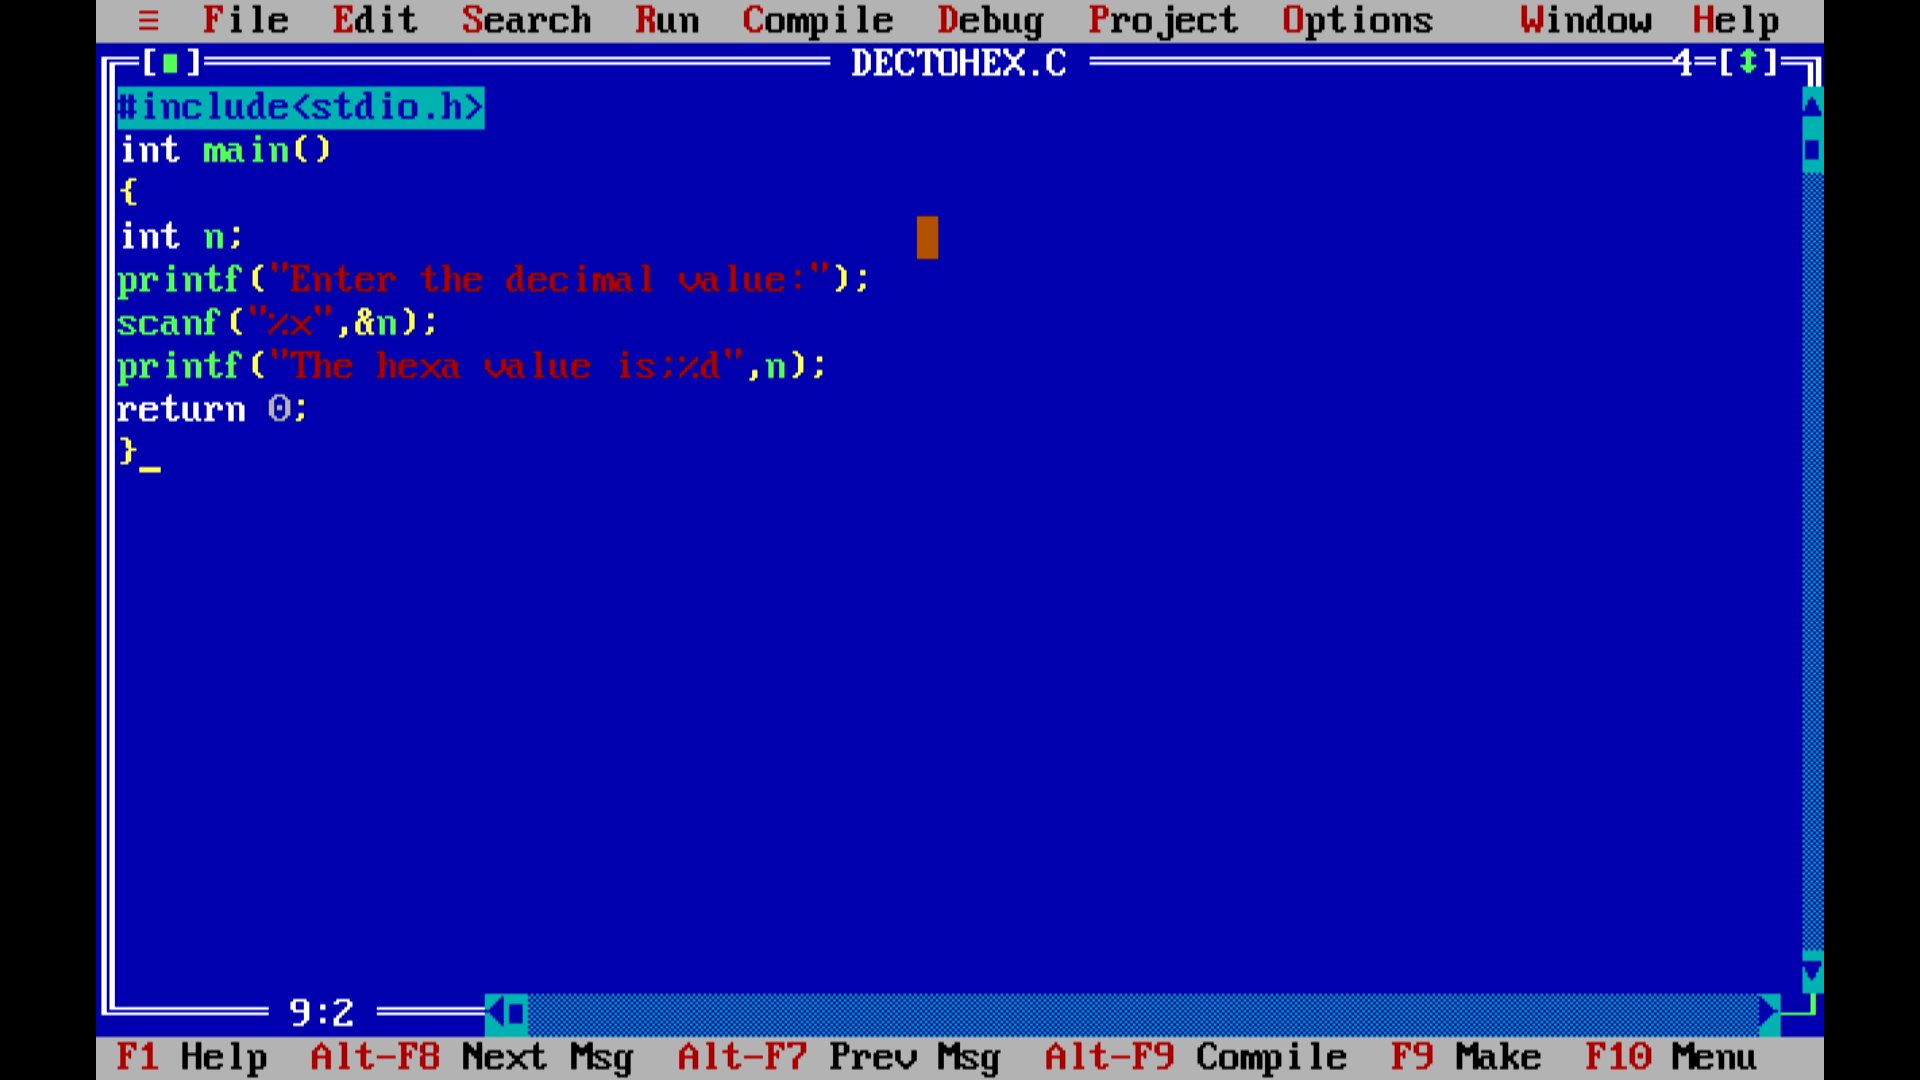 ≡ File Edit Search Run Compile Debug Project Options Window Help
[■] DECTOHEX.C 4=[↕]
#include<stdio.h>
int main()
{
int n;
printf("Enter the decimal value:");
scanf("%x",&n);
printf("The hexa value is;%d",n);
return 0;
}_
9:2
F1 Help Alt-F8 Next Msg Alt-F7 Prev Msg Alt-F9 Compile F9 Make F10 Menu